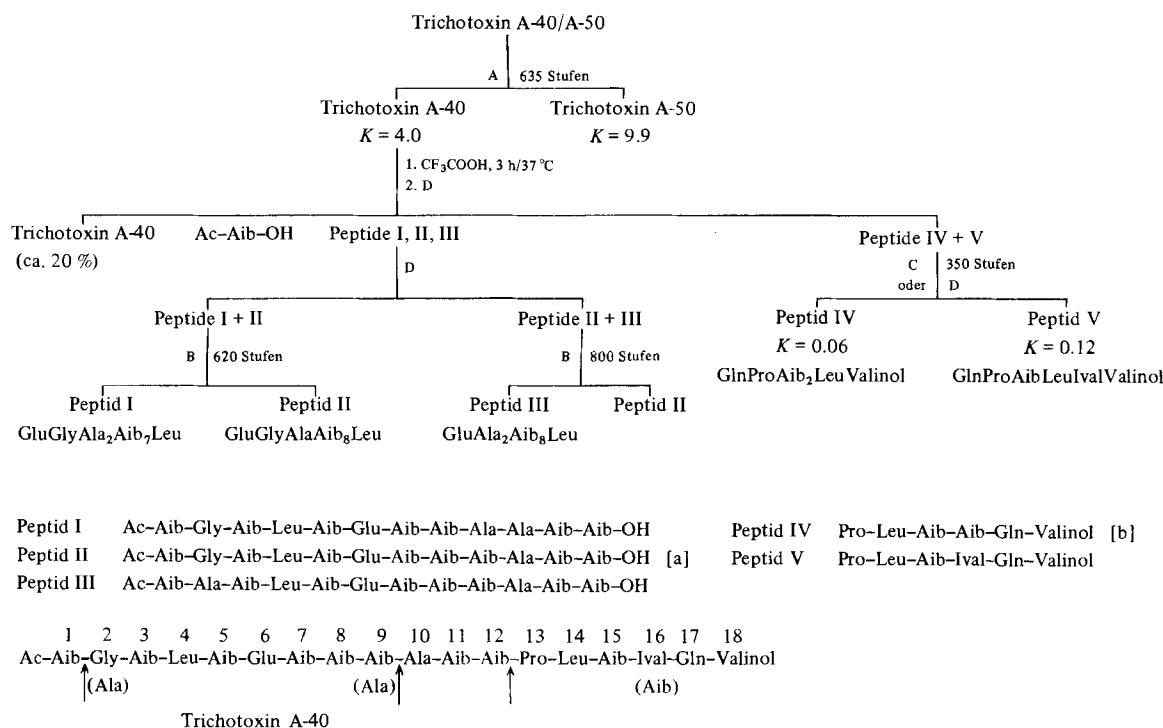 Trichotoxin A-40/A-50
A 635 Stufen
Trichotoxin A-40 Trichotoxin A-50
K = 4.0 K = 9.9
1. CF₃COOH, 3 h/37 °C
2. D
Trichotoxin A-40 Ac–Aib–OH Peptide I, II, III Peptide IV + V
(ca. 20 %)
D C 350 Stufen
oder D
Peptide I + II Peptide II + III Peptid IV Peptid V
B 620 Stufen B 800 Stufen K = 0.06 K = 0.12
GlnProAib₂LeuValinol GlnProAibLeuIvalValinol
Peptid I Peptid II Peptid III Peptid II
GluGlyAla₂Aib₇Leu GluGlyAlaAib₈Leu GluAla₂Aib₈Leu
Peptid I Ac–Aib–Gly–Aib–Leu–Aib–Glu–Aib–Aib–Ala–Ala–Aib–Aib–OH Peptid IV Pro–Leu–Aib–Aib–Gln–Valinol [b]
Peptid II Ac–Aib–Gly–Aib–Leu–Aib–Glu–Aib–Aib–Aib–Ala–Aib–Aib–OH [a] Peptid V Pro–Leu–Aib–Ival–Gln–Valinol
Peptid III Ac–Aib–Ala–Aib–Leu–Aib–Glu–Aib–Aib–Aib–Ala–Aib–Aib–OH
1 2 3 4 5 6 7 8 9 10 11 12 13 14 15 16 17 18
Ac–Aib–Gly–Aib–Leu–Aib–Glu–Aib–Aib–Aib–Ala–Aib–Aib–Pro–Leu–Aib–Ival–Gln–Valinol
(Ala) (Ala) (Aib)
Trichotoxin A-40